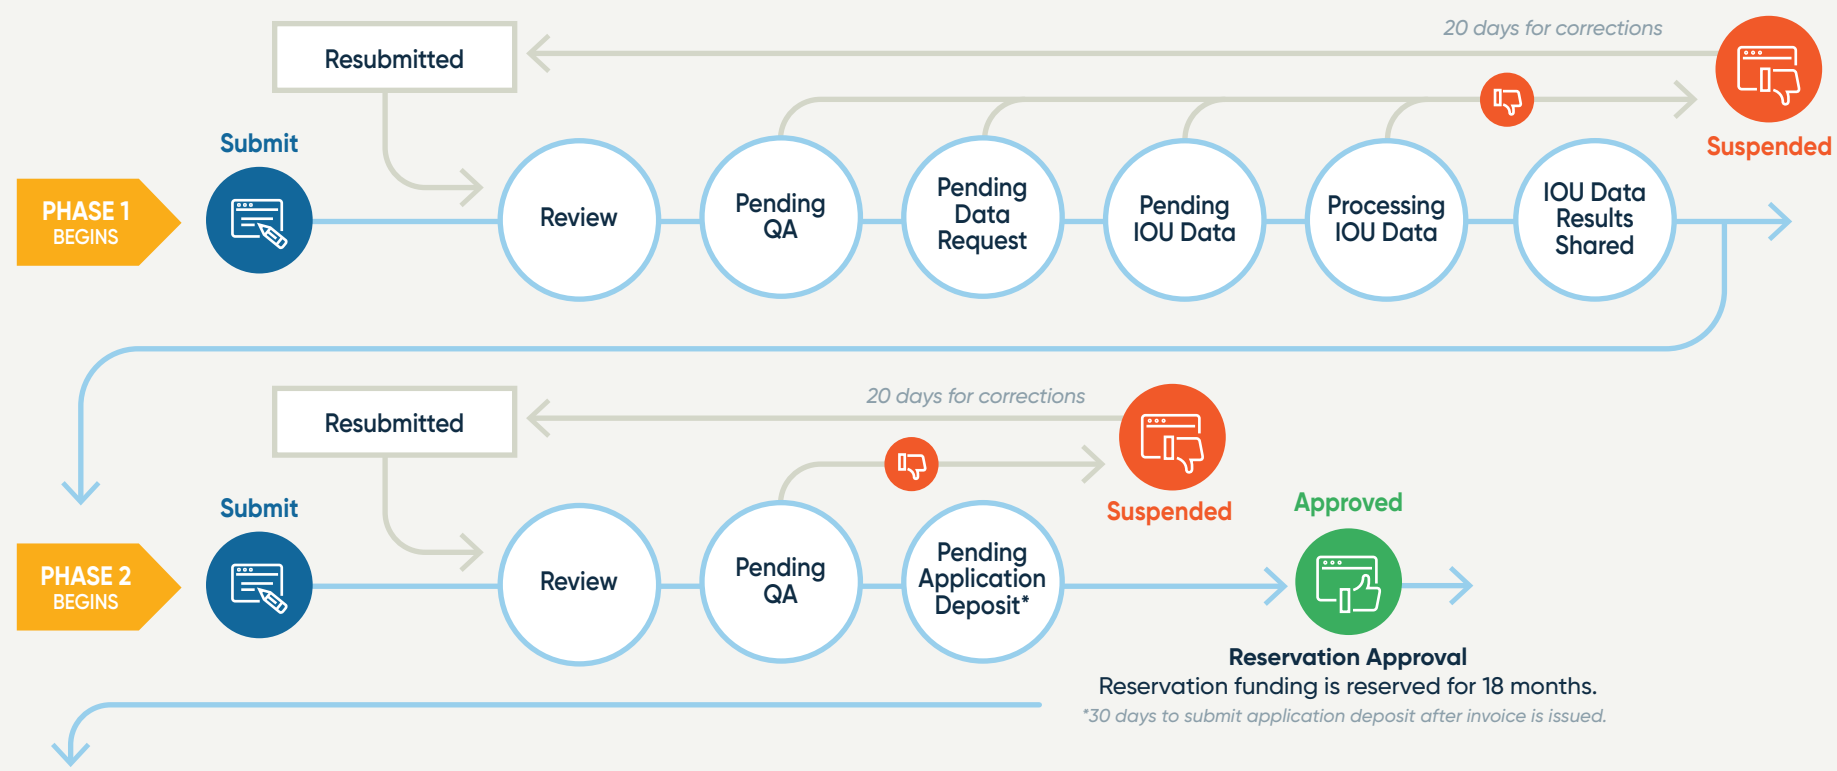 20 days for corrections
Resubmitted
Suspended
Submit
PHASE 1
BEGINS
Review
Pending
QA
Pending
Data
Request
Pending
IOU Data
Processing
IOU Data
IOU Data
Results
Shared
20 days for corrections
Resubmitted
Suspended
Submit
Approved
PHASE 2
BEGINS
Review
Pending
QA
Pending
Application
Deposit*
Reservation Approval
Reservation funding is reserved for 18 months.
*30 days to submit application deposit after invoice is issued.